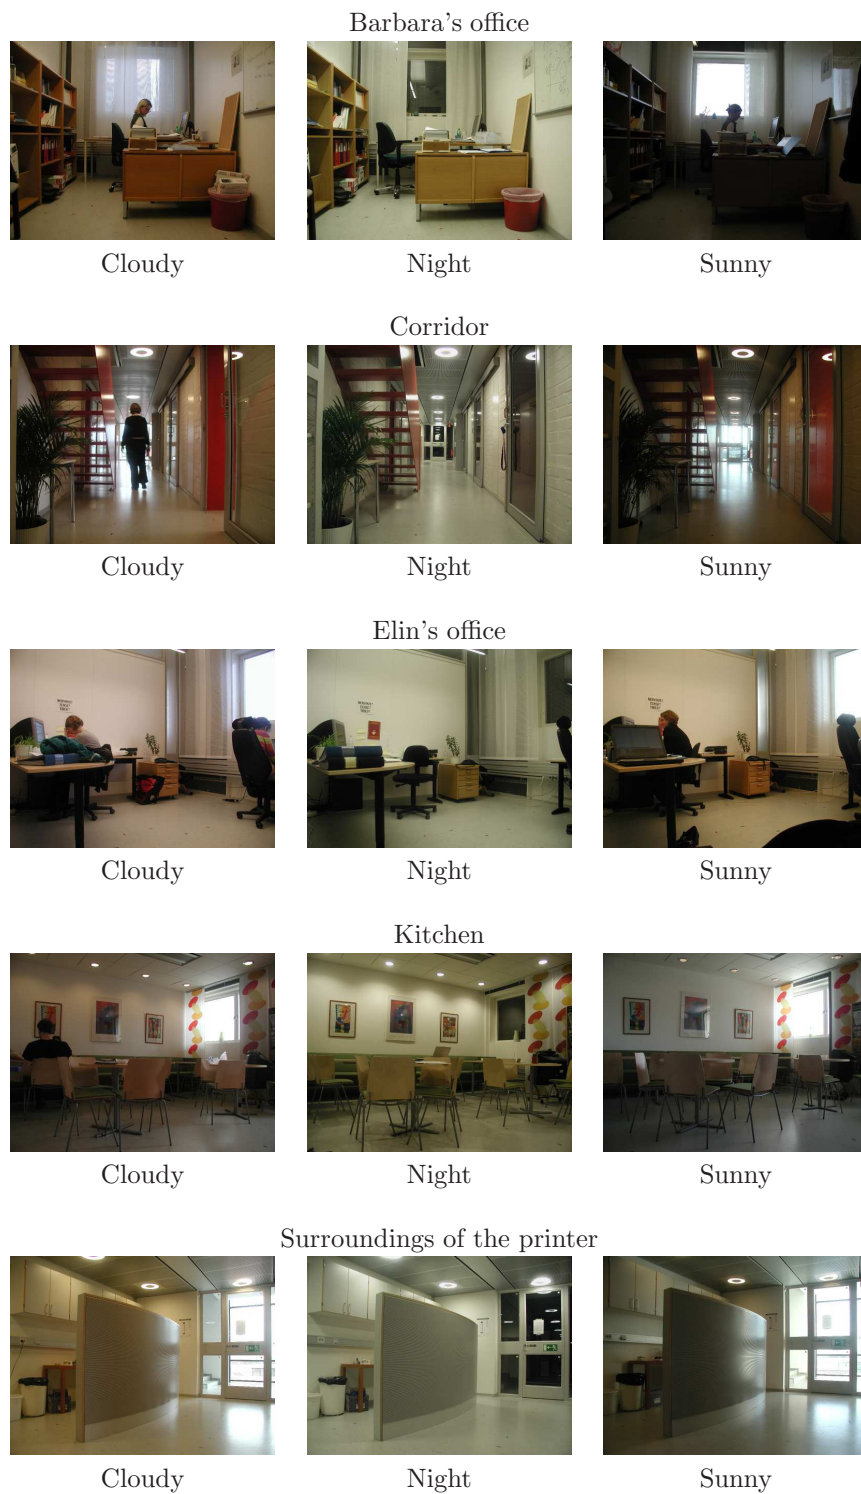 Barbara's office
Cloudy Night Sunny
Corridor
Cloudy Night Sunny
Elin's office
Cloudy Night Sunny
Kitchen
Cloudy Night Sunny
Surroundings of the printer
Cloudy Night Sunny